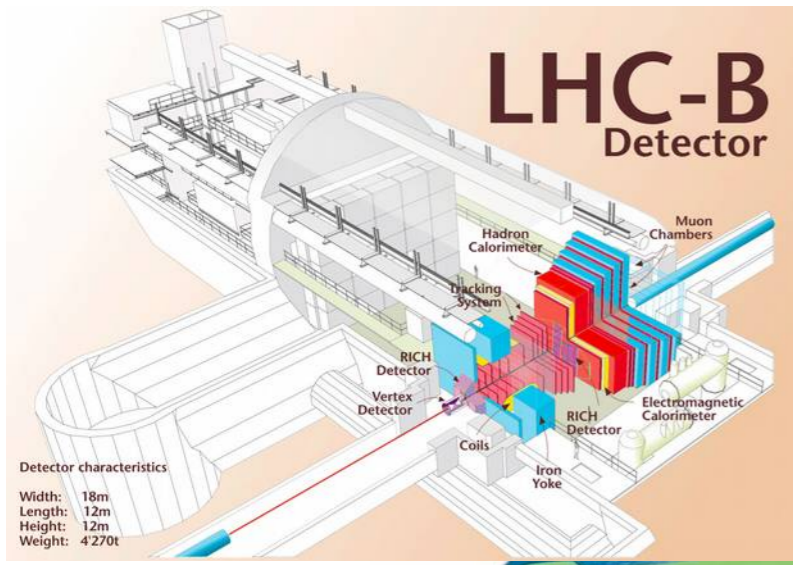 LHC-B
Detector
Hadron
Calorimeter
Muon
Chambers
Tracking
System
RICH
Detector
Vertex
Detector
Coils
Iron
Yoke
RICH
Detector
Electromagnetic
Calorimeter
Detector characteristics
Width: 18m
Length: 12m
Height: 12m
Weight: 4'270t